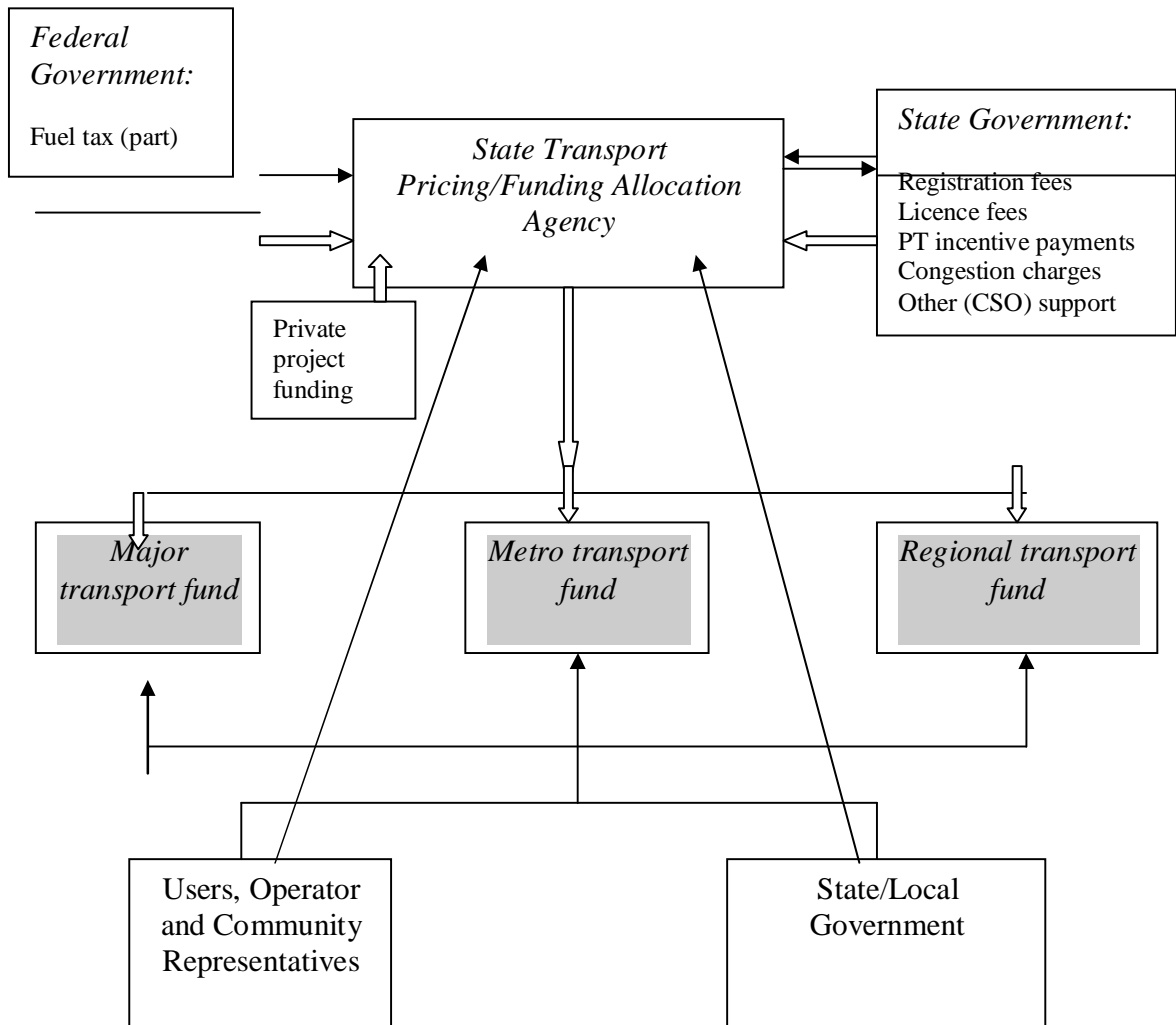 Federal
Government:
Fuel tax (part)
State Transport
Pricing/Funding Allocation
Agency
State Government:
Registration fees
Licence fees
PT incentive payments
Congestion charges
Other (CSO) support
Private
project
funding
Major
transport fund
Metro transport
fund
Regional transport
fund
Users, Operator
and Community
Representatives
State/Local
Government